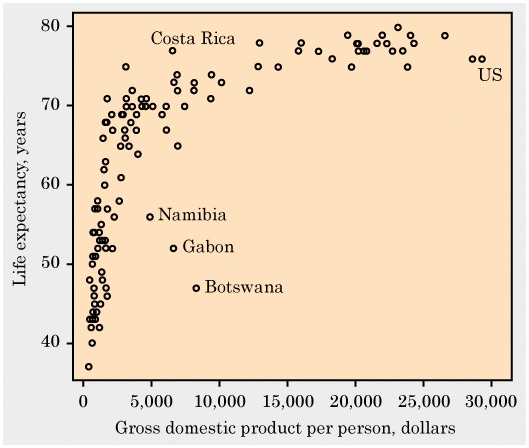 80
70
60
50
40
Life expectancy, years
Costa Rica
US
Namibia
Gabon
Botswana
0 5,000 10,000 15,000 20,000 25,000 30,000
Gross domestic product per person, dollars